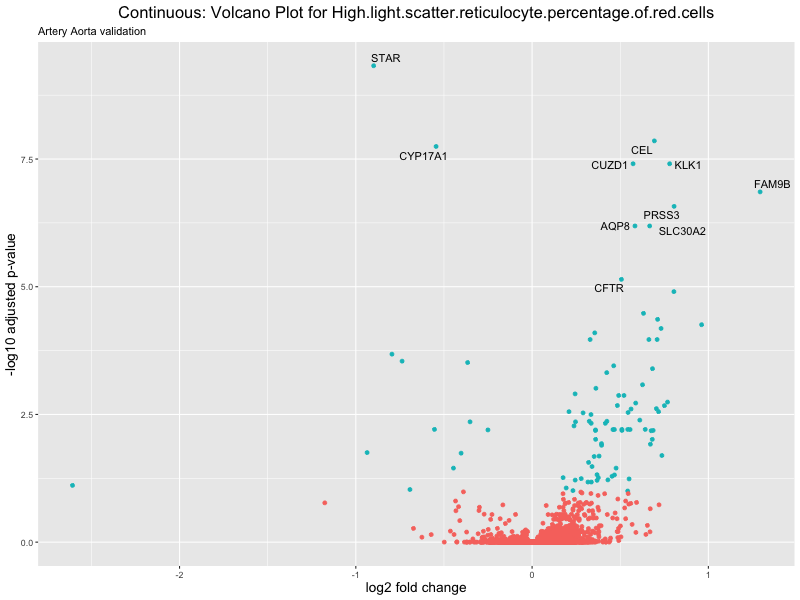 Continuous: Volcano Plot for High.light.scatter.reticulocyte.percentage.of.red.cells
Artery Aorta validation
STAR
CEL
CYP17A1
CUZD1
KLK1
FAM9B
PRSS3
AQP8
SLC30A2
CFTR
7.5
5.0
2.5
0.0
-log10 adjusted p-value
-2
-1
0
1
log2 fold change